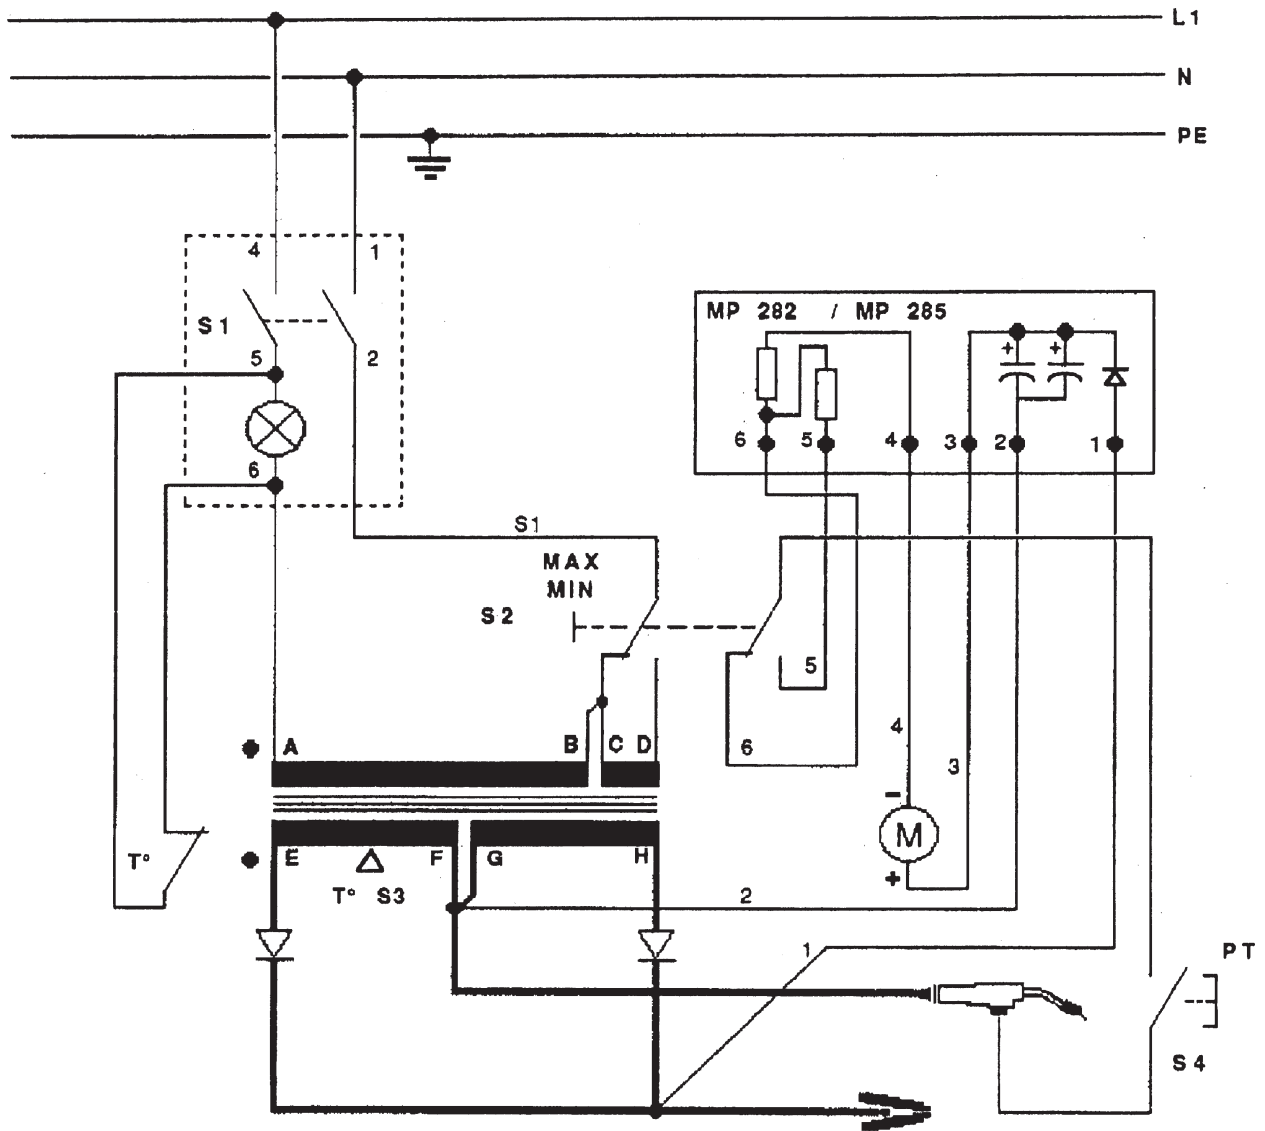 L1
N
PE
4 1
S1
5 2
6
MP 282 / MP 285
+ +
6 5 4 3 2 1
S1
MAX
MIN
S2
5
6
4
3
A B C D
-
M
+
T°
E F G H
T° S3
2
1
PT
S4